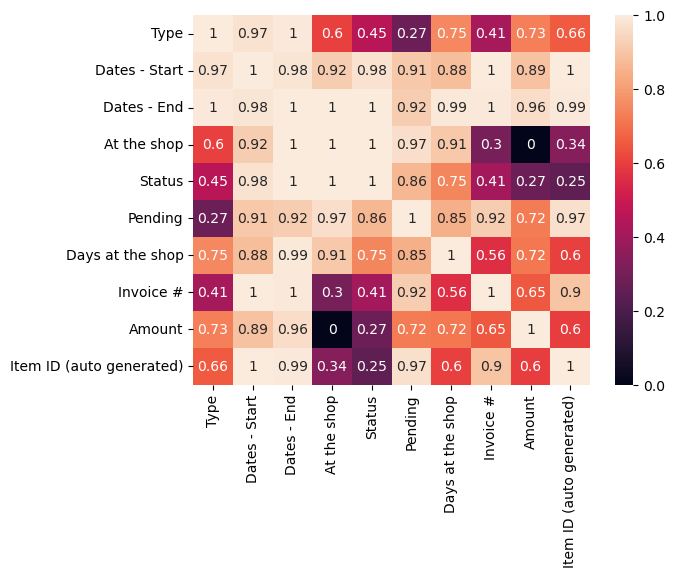 Type 1 0.97 1 0.6 0.45 0.27 0.75 0.41 0.73 0.66
Dates - Start 0.97 1 0.98 0.92 0.98 0.91 0.88 1 0.89 1
Dates - End 1 0.98 1 1 1 0.92 0.99 1 0.96 0.99
At the shop 0.6 0.92 1 1 1 0.97 0.91 0.3 0 0.34
Status 0.45 0.98 1 1 1 0.86 0.75 0.41 0.27 0.25
Pending 0.27 0.91 0.92 0.97 0.86 1 0.85 0.92 0.72 0.97
Days at the shop 0.75 0.88 0.99 0.91 0.75 0.85 1 0.56 0.72 0.6
Invoice # 0.41 1 1 0.3 0.41 0.92 0.56 1 0.65 0.9
Amount 0.73 0.89 0.96 0 0.27 0.72 0.72 0.65 1 0.6
Item ID (auto generated) 0.66 1 0.99 0.34 0.25 0.97 0.6 0.9 0.6 1
Type
Dates - Start
Dates - End
At the shop
Status
Pending
Days at the shop
Invoice #
Amount
Item ID (auto generated)
1.0
0.8
0.6
0.4
0.2
0.0